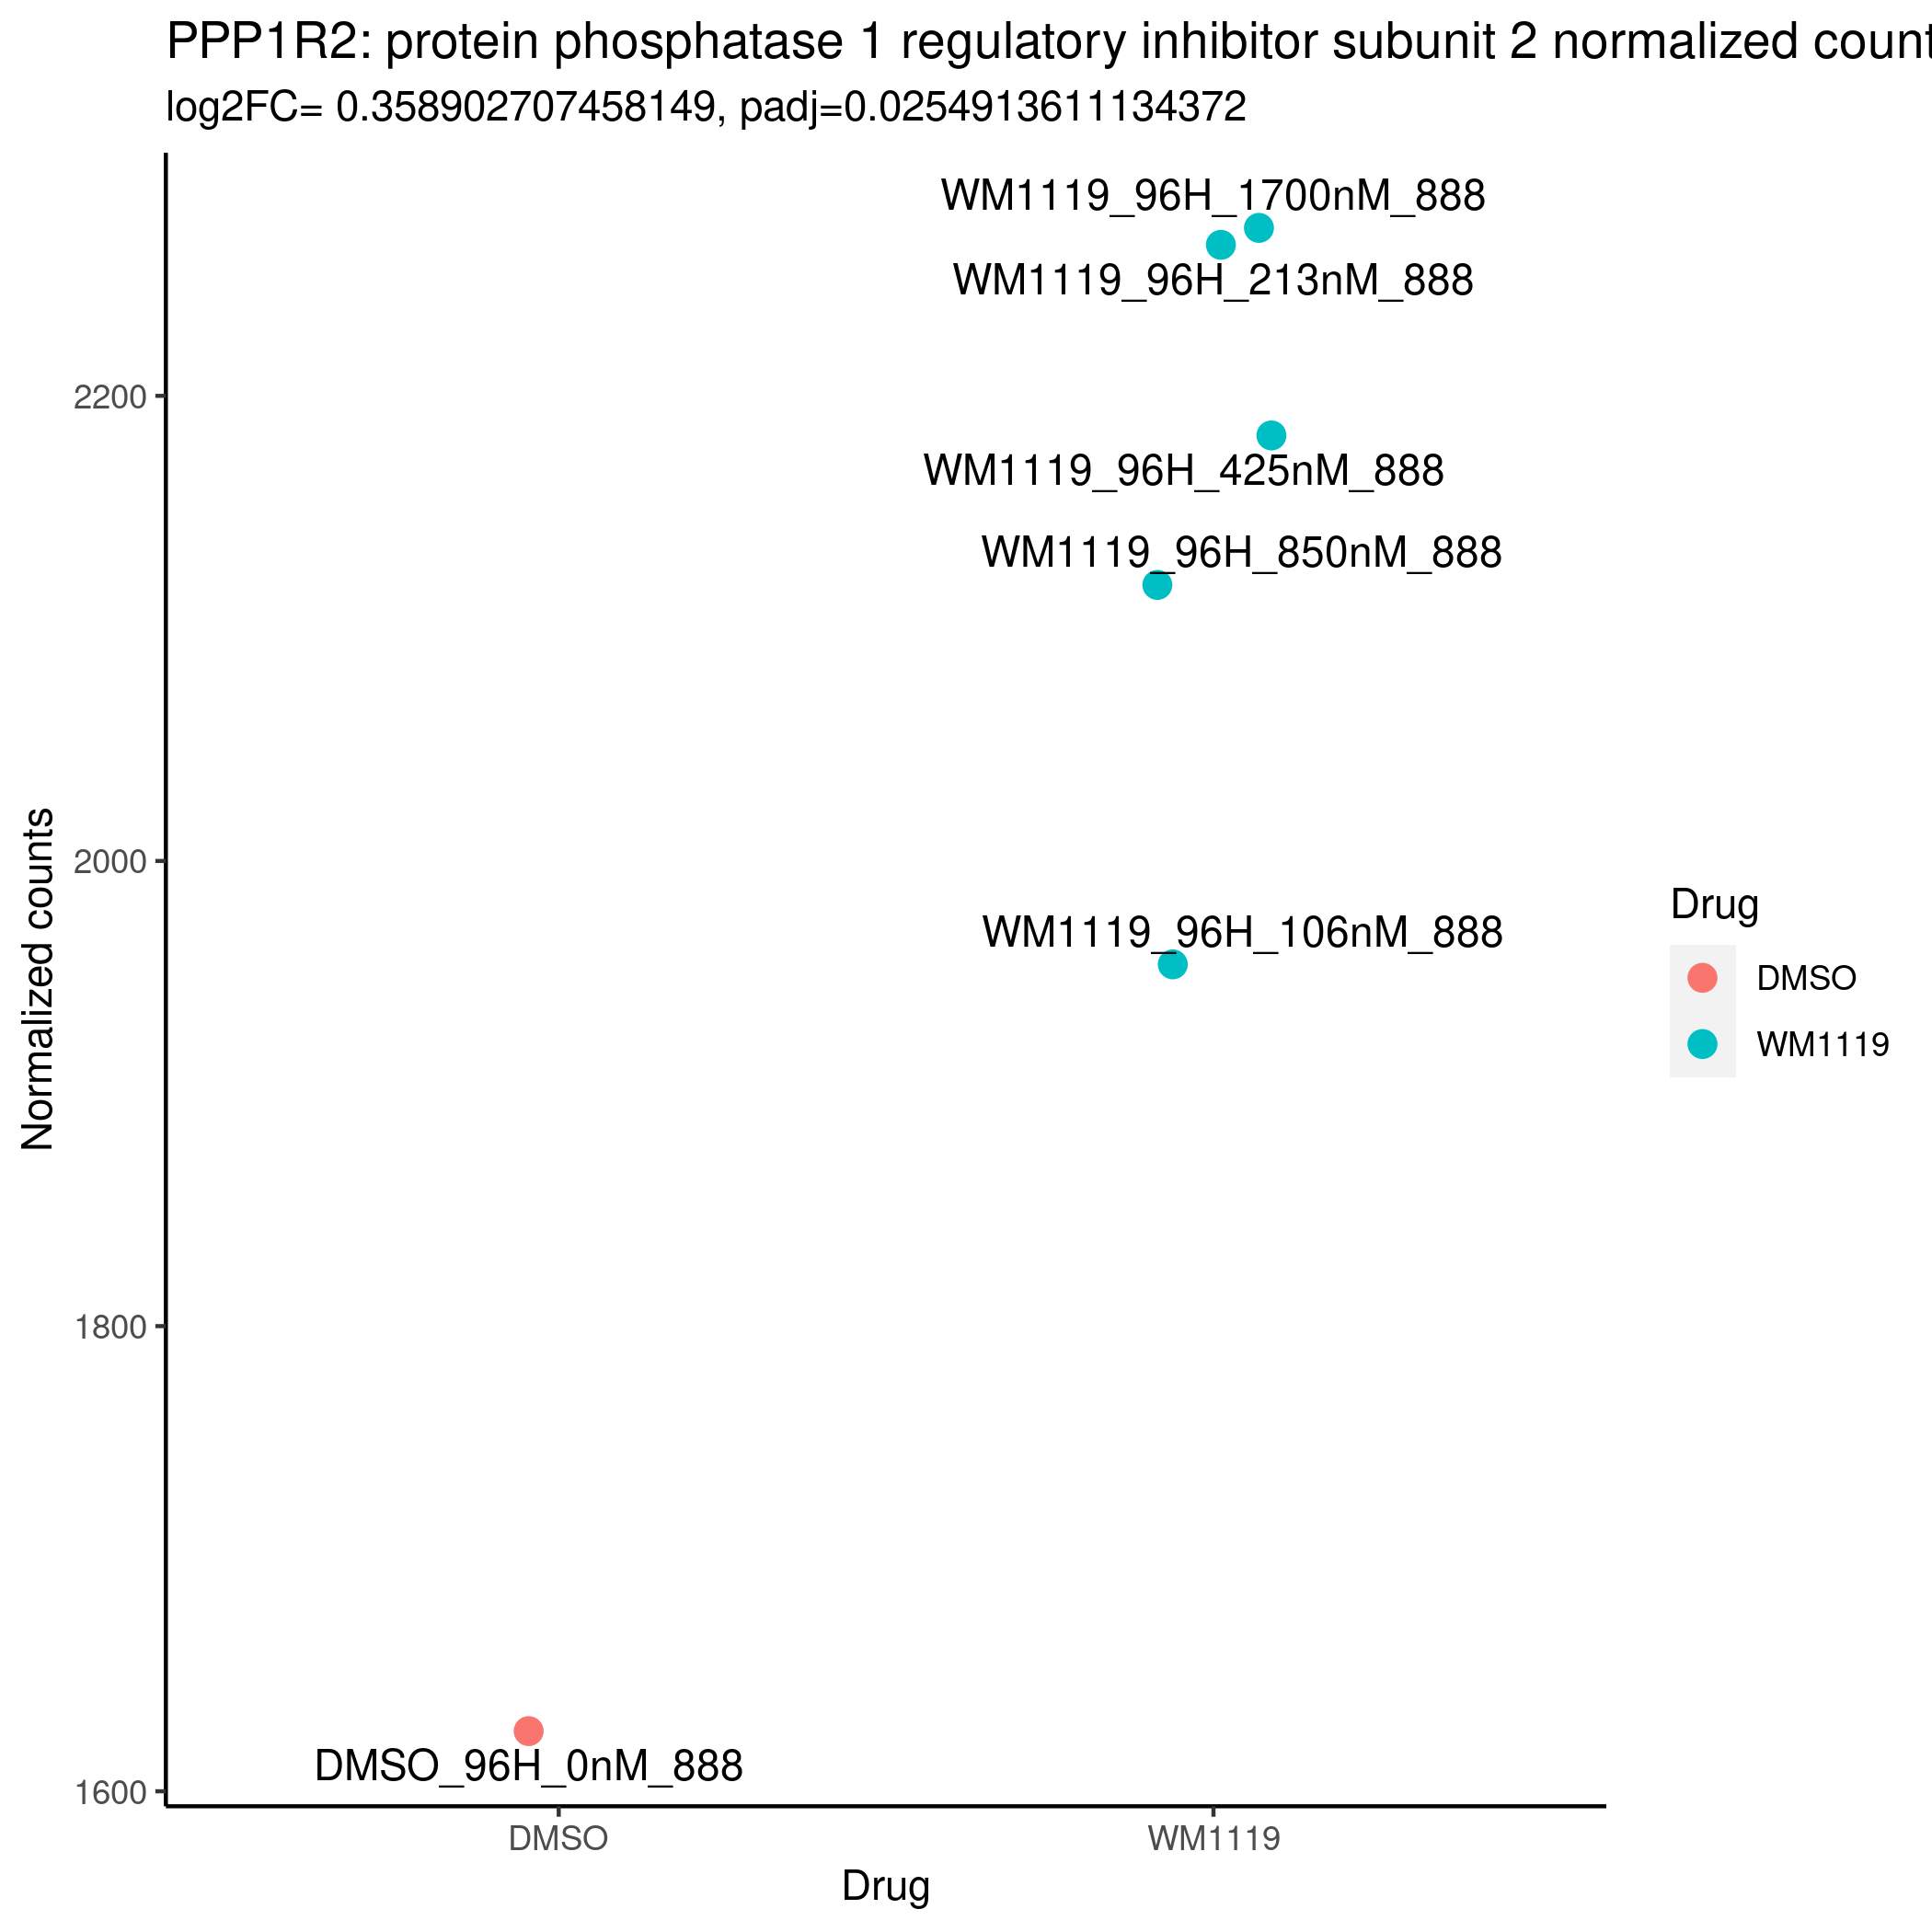 PPP1R2: protein phosphatase 1 regulatory inhibitor subunit 2 normalized count
log2FC= 0.358902707458149, padj=0.0254913611134372
WM1119_96H_1700nM_888
WM1119_96H_213nM_888
2200
WM1119_96H_425nM_888
WM1119_96H_850nM_888
2000
WM1119_96H_106nM_888
Normalized counts
Drug
DMSO
WM1119
1800
DMSO_96H_0nM_888
1600
DMSO
WM1119
Drug